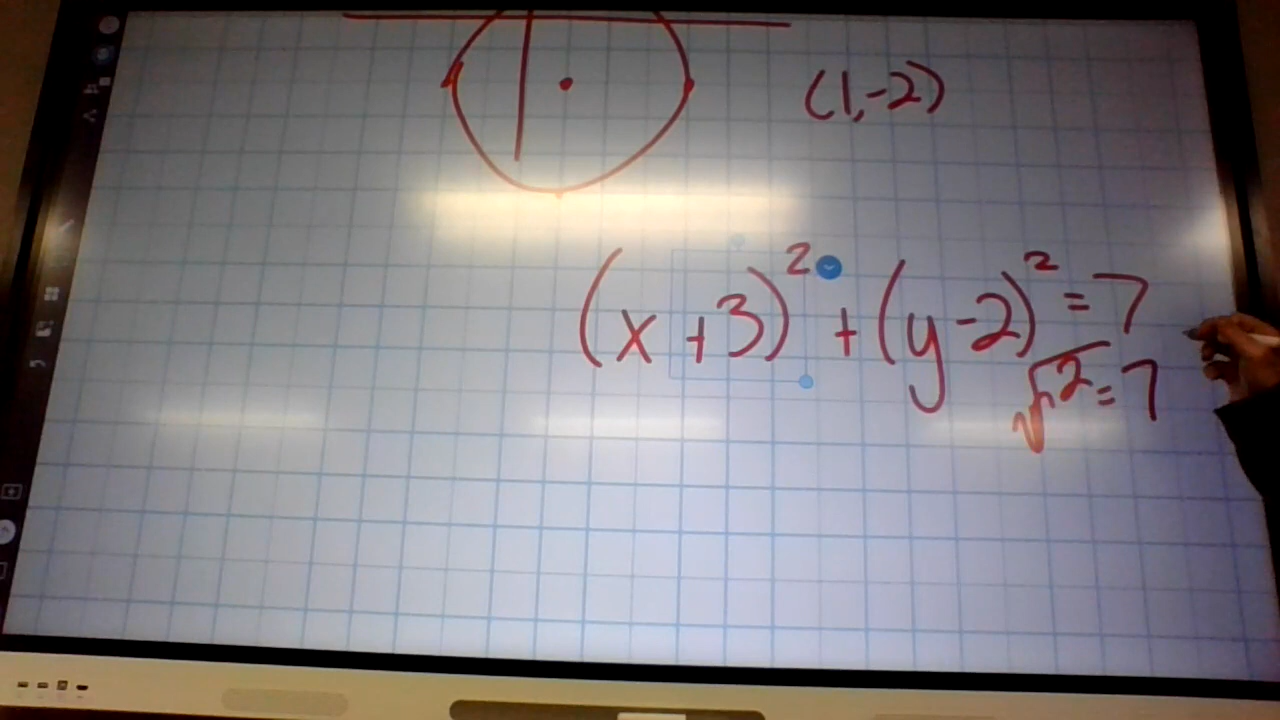 (1,-2)
(x+3)² + (y-2)² = 7
√r² = 7